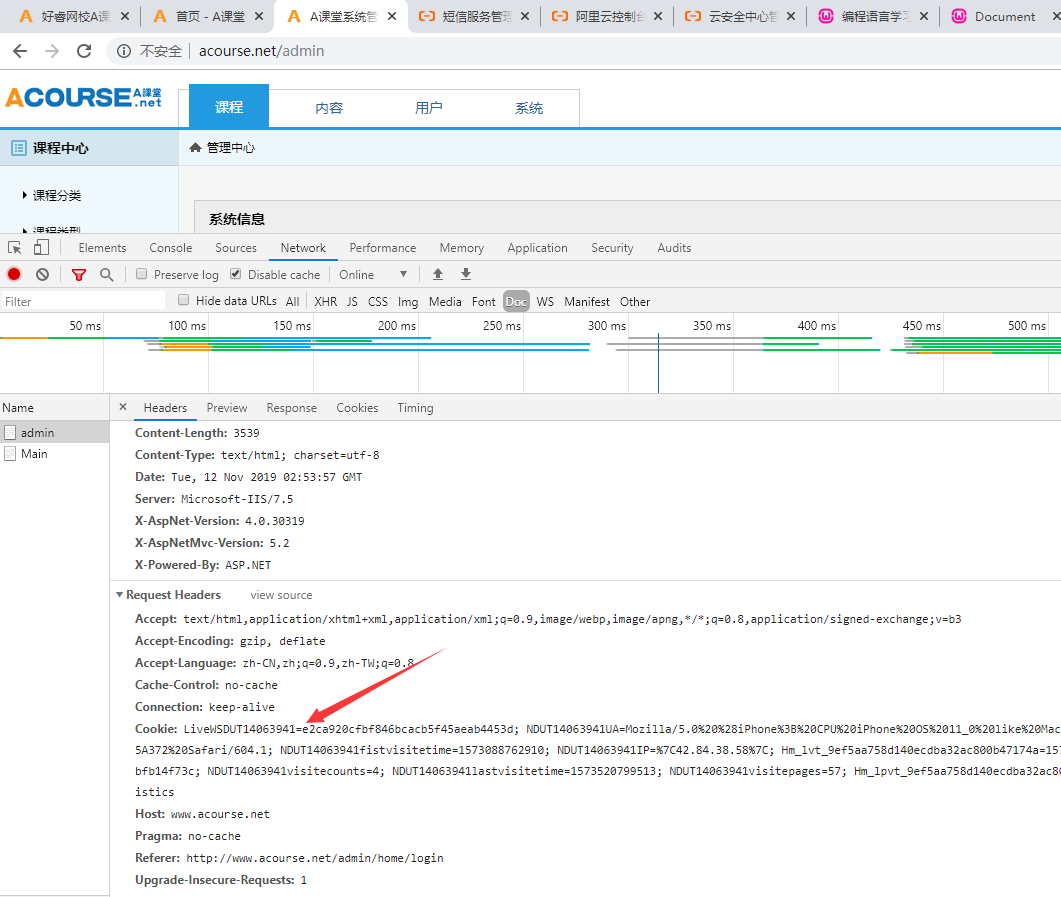 好睿网校A课 首页 - A课堂 A课堂系统管 短信服务管理 阿里云控制台 云安全中心管 编程语言学习 Document
不安全 acourse.net/admin
ACOURSE A课堂 .net
课程 内容 用户 系统
课程中心 管理中心
课程分类
课程类型
系统信息
Elements Console Sources Network Performance Memory Application Security Audits
Preserve log Disable cache Online
Filter Hide data URLs All XHR JS CSS Img Media Font Doc WS Manifest Other
50 ms 100 ms 150 ms 200 ms 250 ms 300 ms 350 ms 400 ms 450 ms 500 ms
Name Headers Preview Response Cookies Timing
admin
Main
Content-Length: 3539
Content-Type: text/html; charset=utf-8
Date: Tue, 12 Nov 2019 02:53:57 GMT
Server: Microsoft-IIS/7.5
X-AspNet-Version: 4.0.30319
X-AspNetMvc-Version: 5.2
X-Powered-By: ASP.NET
Request Headers view source
Accept: text/html,application/xhtml+xml,application/xml;q=0.9,image/webp,image/apng,*/*;q=0.8,application/signed-exchange;v=b3
Accept-Encoding: gzip, deflate
Accept-Language: zh-CN,zh;q=0.9,zh-TW;q=0.8
Cache-Control: no-cache
Connection: keep-alive
Cookie: LiveWSDUT14063941=e2ca920cfbf846bcacb5f45aeab4453d; NDUT14063941UA=Mozilla/5.0%20%28iPhone%3B%20CPU%20iPhone%20OS%2011_0%20like%20Mac
5A372%20Safari/604.1; NDUT14063941fistvisitetime=1573088762910; NDUT14063941IP=%7C42.84.38.58%7C; Hm_lvt_9ef5aa758d140ecdba32ac800b47174a=157
bfb14f73c; NDUT14063941visitecounts=4; NDUT14063941lastvisitetime=1573520799513; NDUT14063941visitepages=57; Hm_lpvt_9ef5aa758d140ecdba32ac80
istics
Host: www.acourse.net
Pragma: no-cache
Referer: http://www.acourse.net/admin/home/login
Upgrade-Insecure-Requests: 1